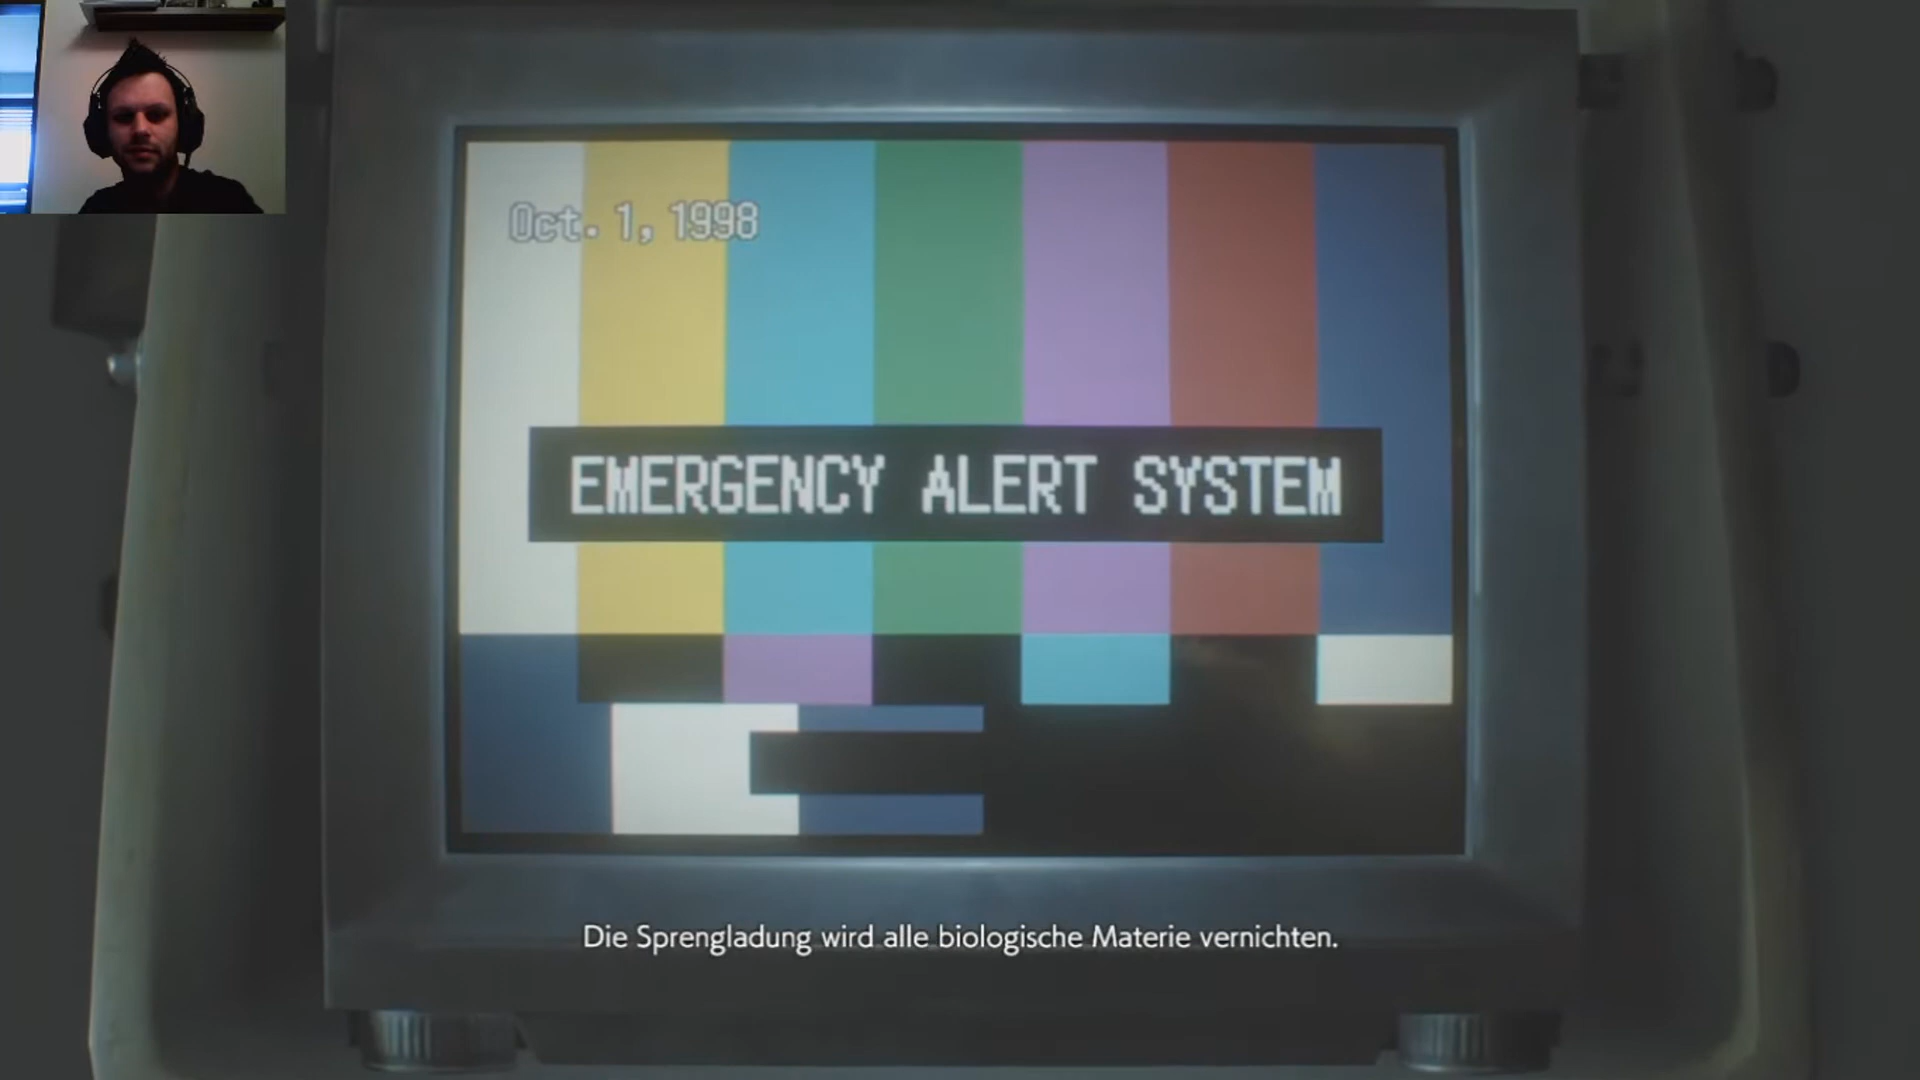 Oct. 1, 1998
EMERGENCY ALERT SYSTEM
Die Sprengladung wird alle biologische Materie vernichten.